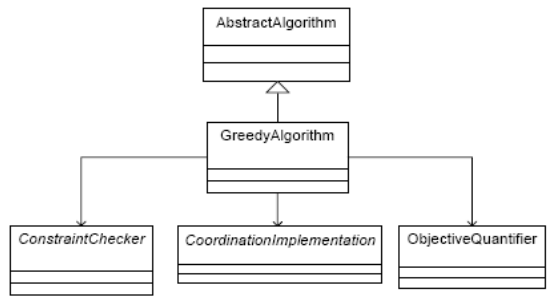 AbstractAlgorithm
GreedyAlgorithm
ConstraintChecker
CoordinationImplementation
ObjectiveQuantifier